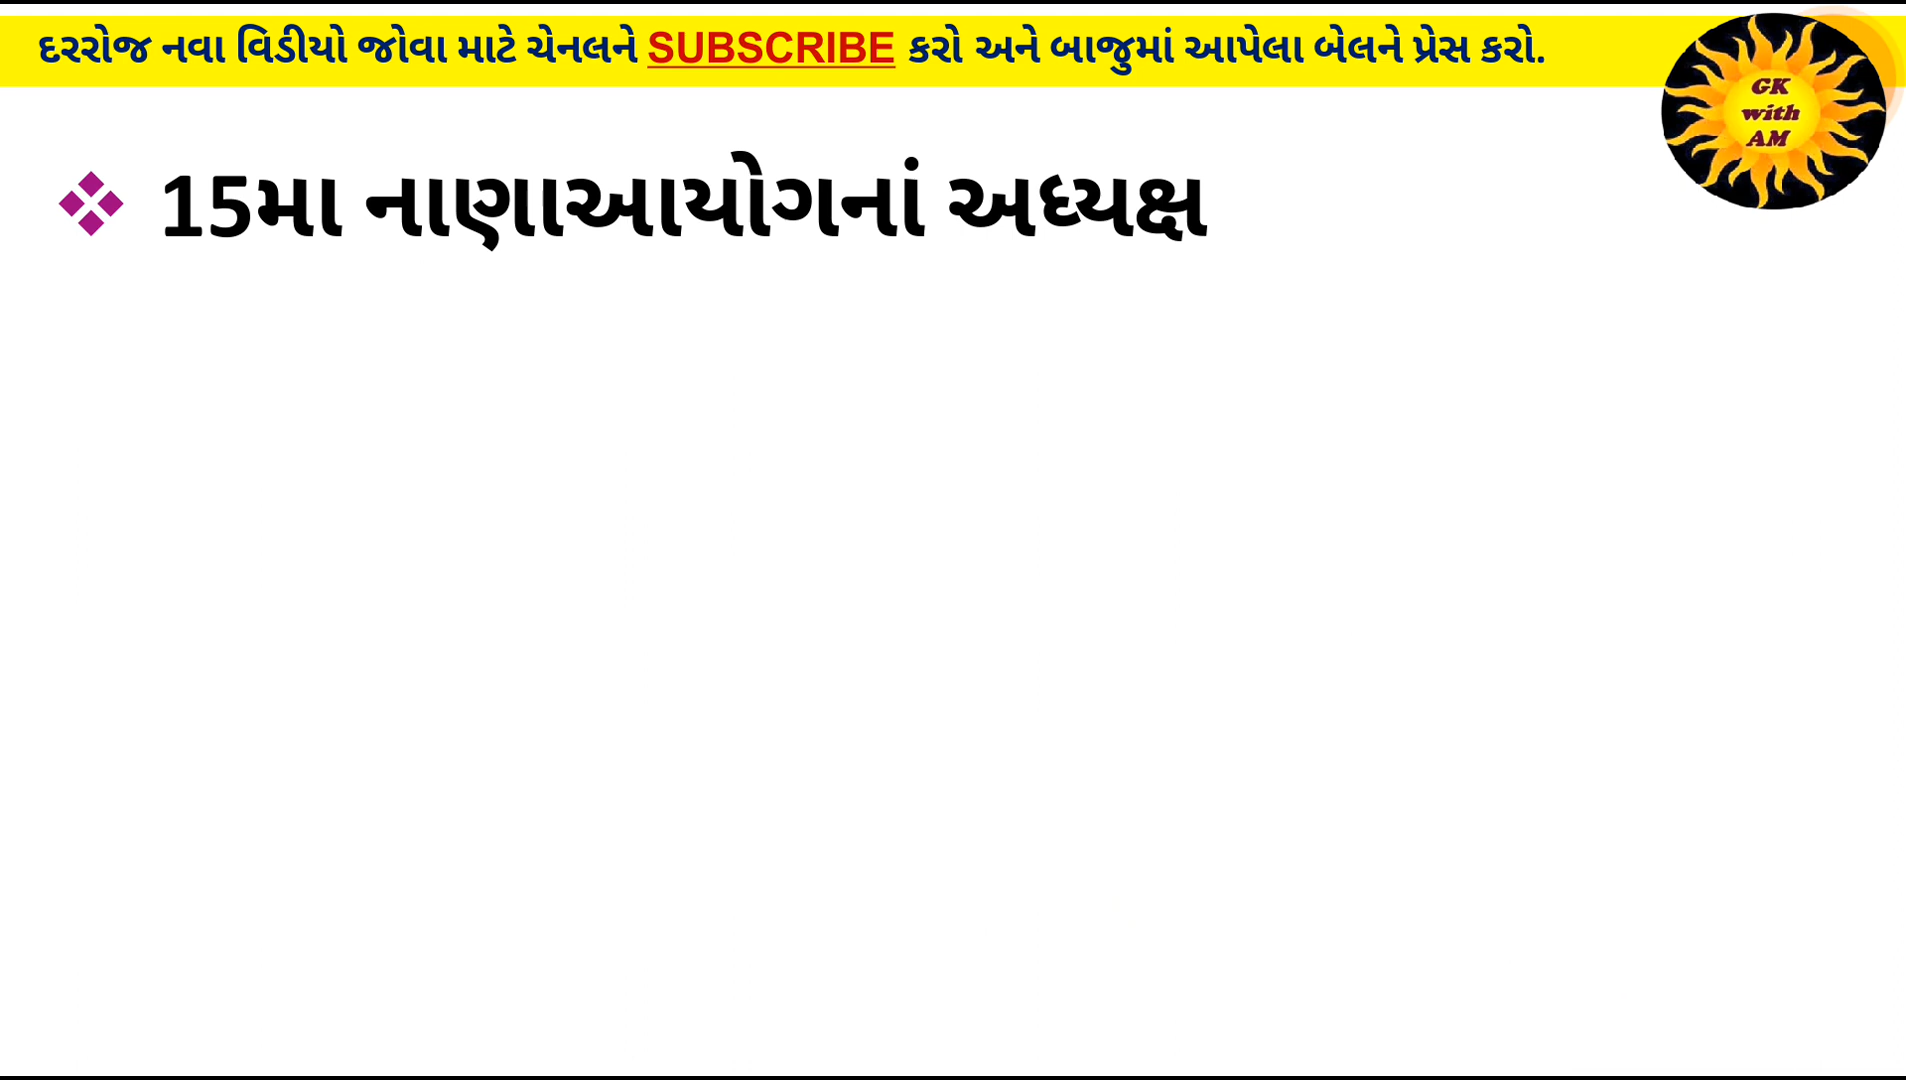 દરરોજ નવા વિડીયો જોવા માટે ચેનલને SUBSCRIBE કરો અને બાજુમાં આપેલા બેલને પ્રેસ કરો.
GK
with
AM
15મા નાણાઆયોગનાં અધ્યક્ષ